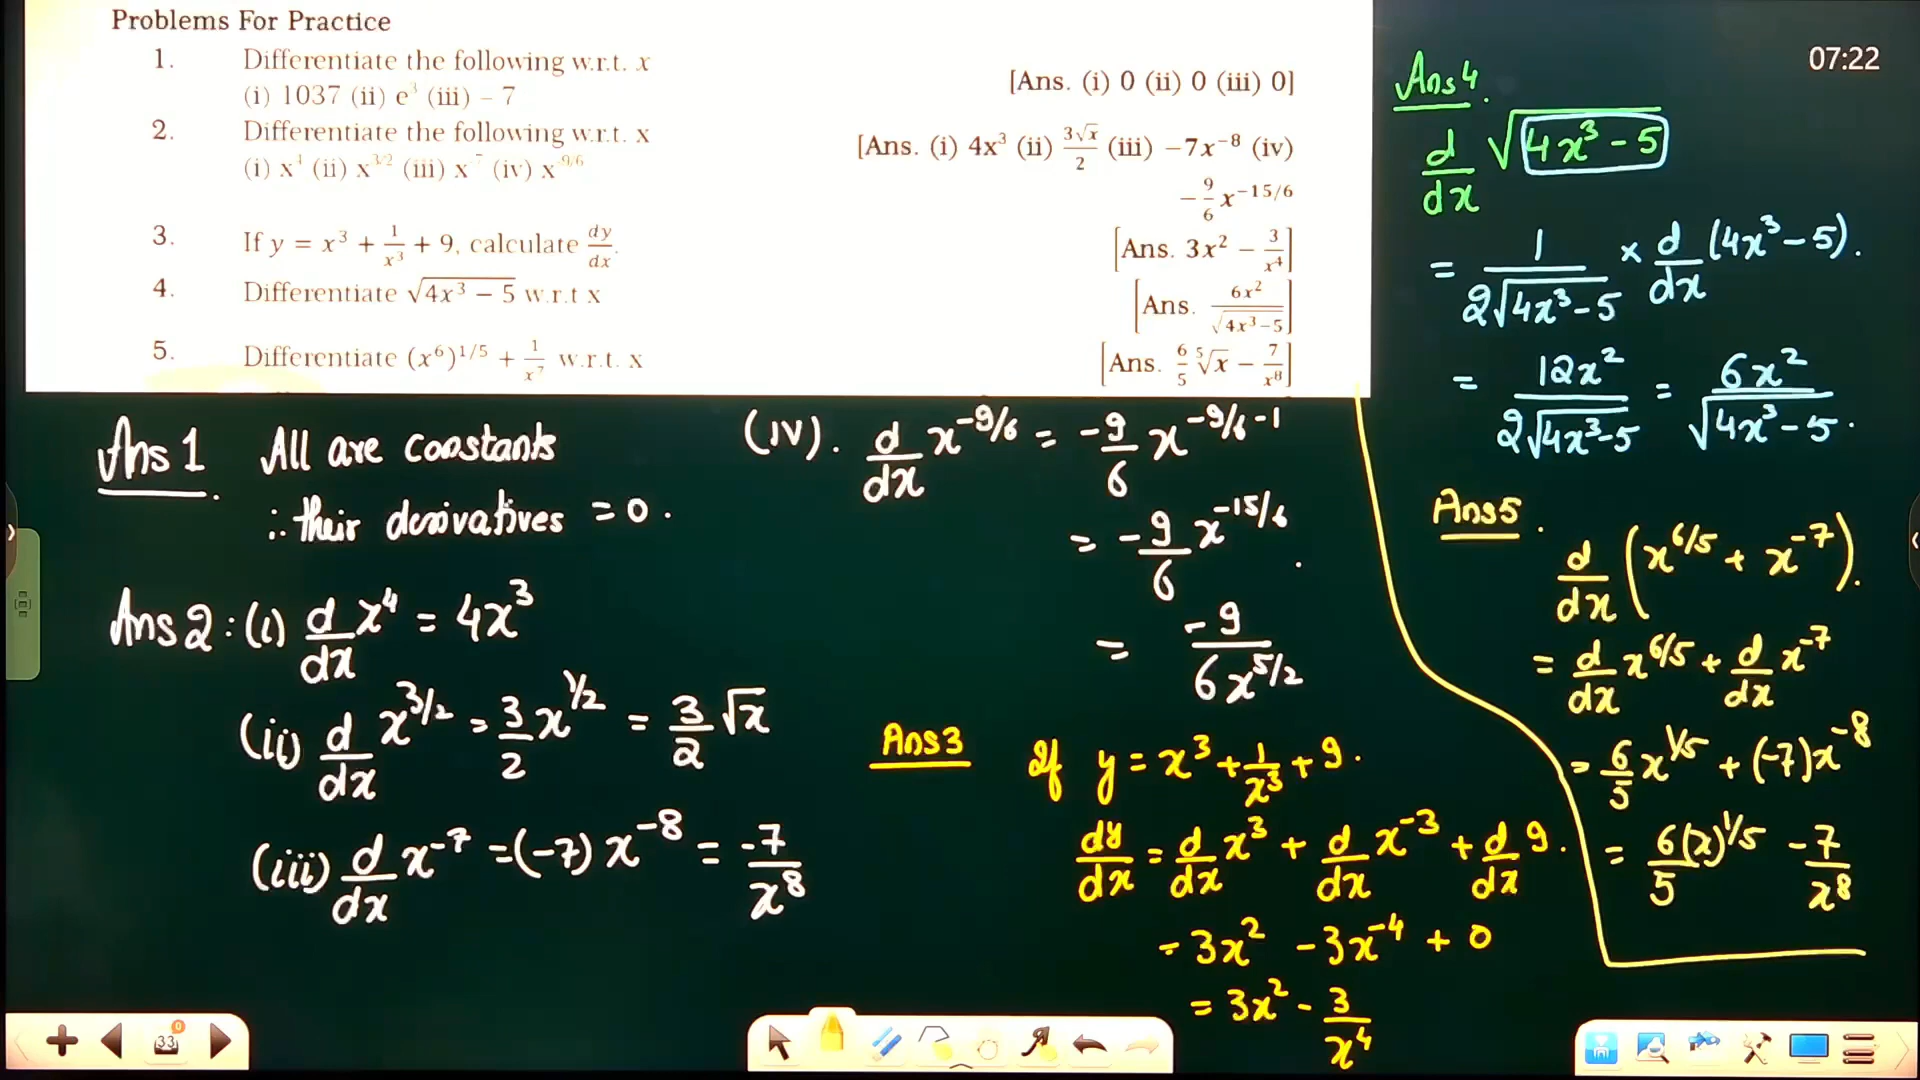 Problems For Practice
1. Differentiate the following w.r.t. x
(i) 1037 (ii) e³ (iii) – 7 [Ans. (i) 0 (ii) 0 (iii) 0]
2. Differentiate the following w.r.t. x
(i) x⁴ (ii) x^3/2 (iii) x⁻⁷ (iv) x^-9/6 [Ans. (i) 4x³ (ii) 3√x/2 (iii) −7x⁻⁸ (iv)
−9/6 x^−15/6
3. If y = x³ + 1/x³ + 9, calculate dy/dx. [Ans. 3x² − 3/x⁴]
4. Differentiate √(4x³ − 5) w.r.t x [Ans. 6x²/√(4x³−5)]
5. Differentiate (x⁶)^1/5 + 1/x⁷ w.r.t. x [Ans. 6/5 ⁵√x − 7/x⁸]
Ans 1 All are constants
∴ their derivatives = 0.
Ans 2 : (i) d/dx x⁴ = 4x³
(ii) d/dx x^3/2 = 3/2 x^1/2 = 3/2 √x
(iii) d/dx x⁻⁷ = (-7) x⁻⁸ = -7/x⁸
(iv). d/dx x^-9/6 = -9/6 x^-9/6-1
= -9/6 x^-15/6.
= -9/6x^5/2
Ans3 If y = x³ + 1/x³ + 9.
dy/dx = d/dx x³ + d/dx x⁻³ + d/dx 9.
= 3x² - 3x⁻⁴ + 0
= 3x² - 3/x⁴
07:22
Ans 4.
d/dx √(4x³ - 5)
= 1/2√(4x³-5) × d/dx (4x³ - 5).
= 12x²/2√(4x³-5) = 6x²/√(4x³-5).
Ans5.
d/dx (x^6/5 + x⁻⁷).
= d/dx x^6/5 + d/dx x⁻⁷
= 6/5 x^1/5 + (-7)x⁻⁸
= 6(x)^1/5/5 - 7/x⁸
33
0